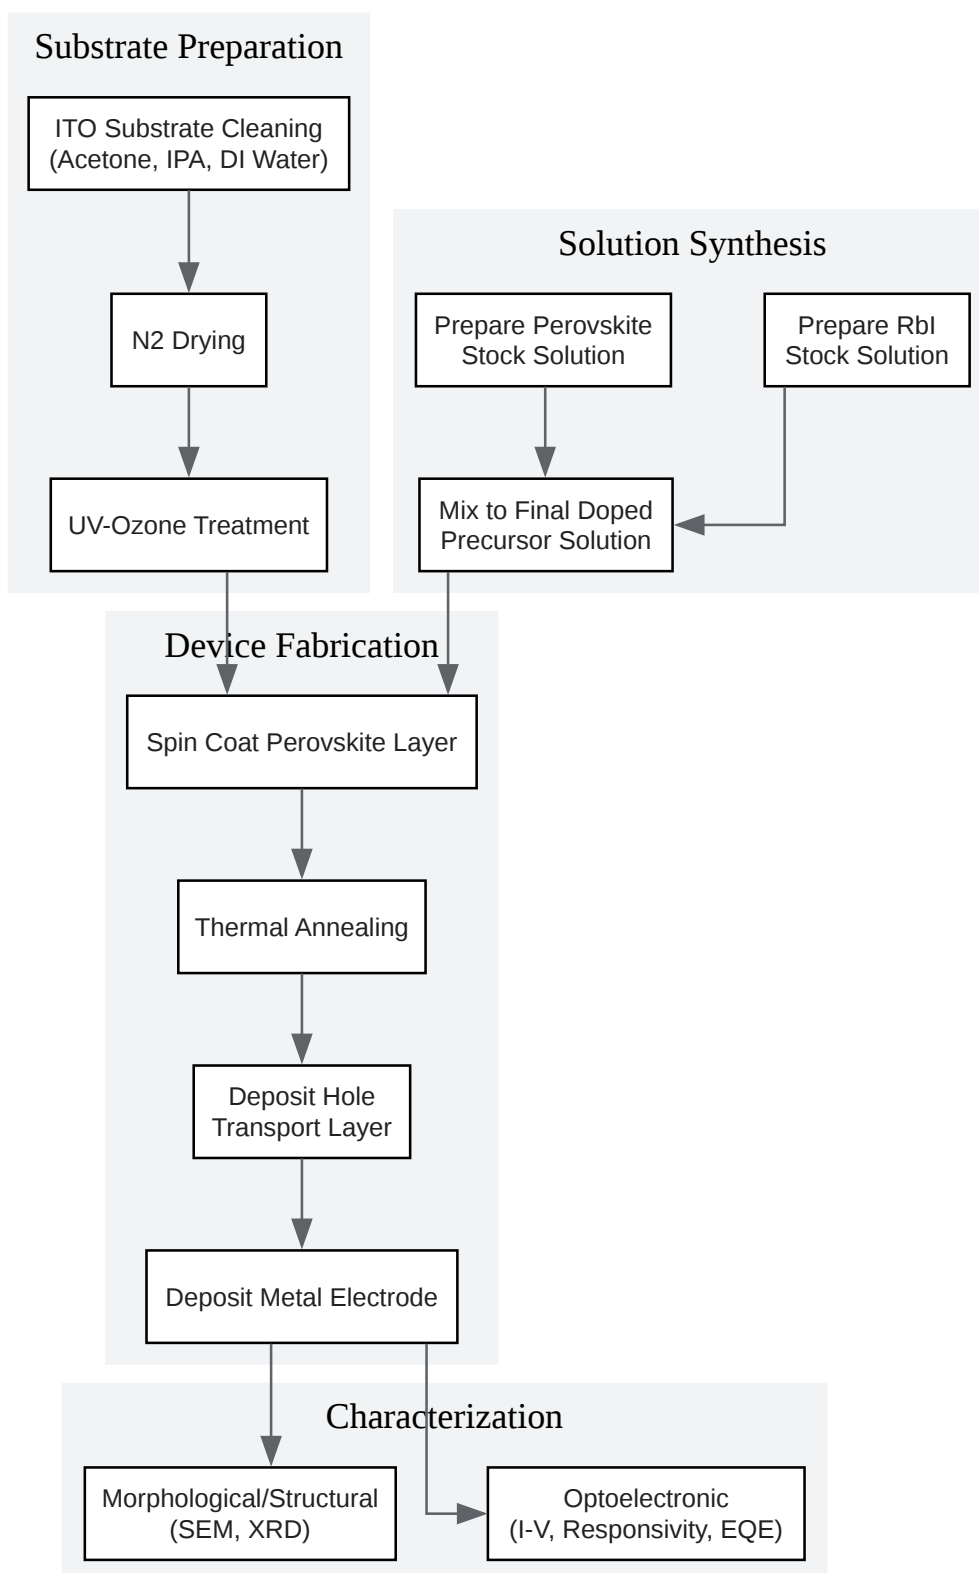 Substrate Preparation
ITO Substrate Cleaning
(Acetone, IPA, DI Water)
N2 Drying
UV-Ozone Treatment
Solution Synthesis
Prepare Perovskite
Stock Solution
Prepare RbI
Stock Solution
Mix to Final Doped
Precursor Solution
Device Fabrication
Spin Coat Perovskite Layer
Thermal Annealing
Deposit Hole
Transport Layer
Deposit Metal Electrode
Characterization
Morphological/Structural
(SEM, XRD)
Optoelectronic
(I-V, Responsivity, EQE)